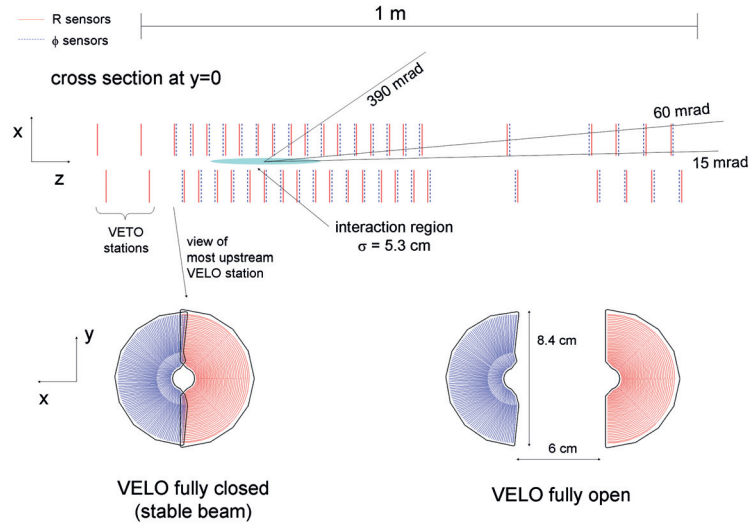 R sensors
ϕ sensors
1 m
cross section at y=0
390 mrad
60 mrad
15 mrad
x
z
VETO
stations
view of
most upstream
VELO station
interaction region
σ = 5.3 cm
y
x
8.4 cm
6 cm
VELO fully closed
(stable beam)
VELO fully open